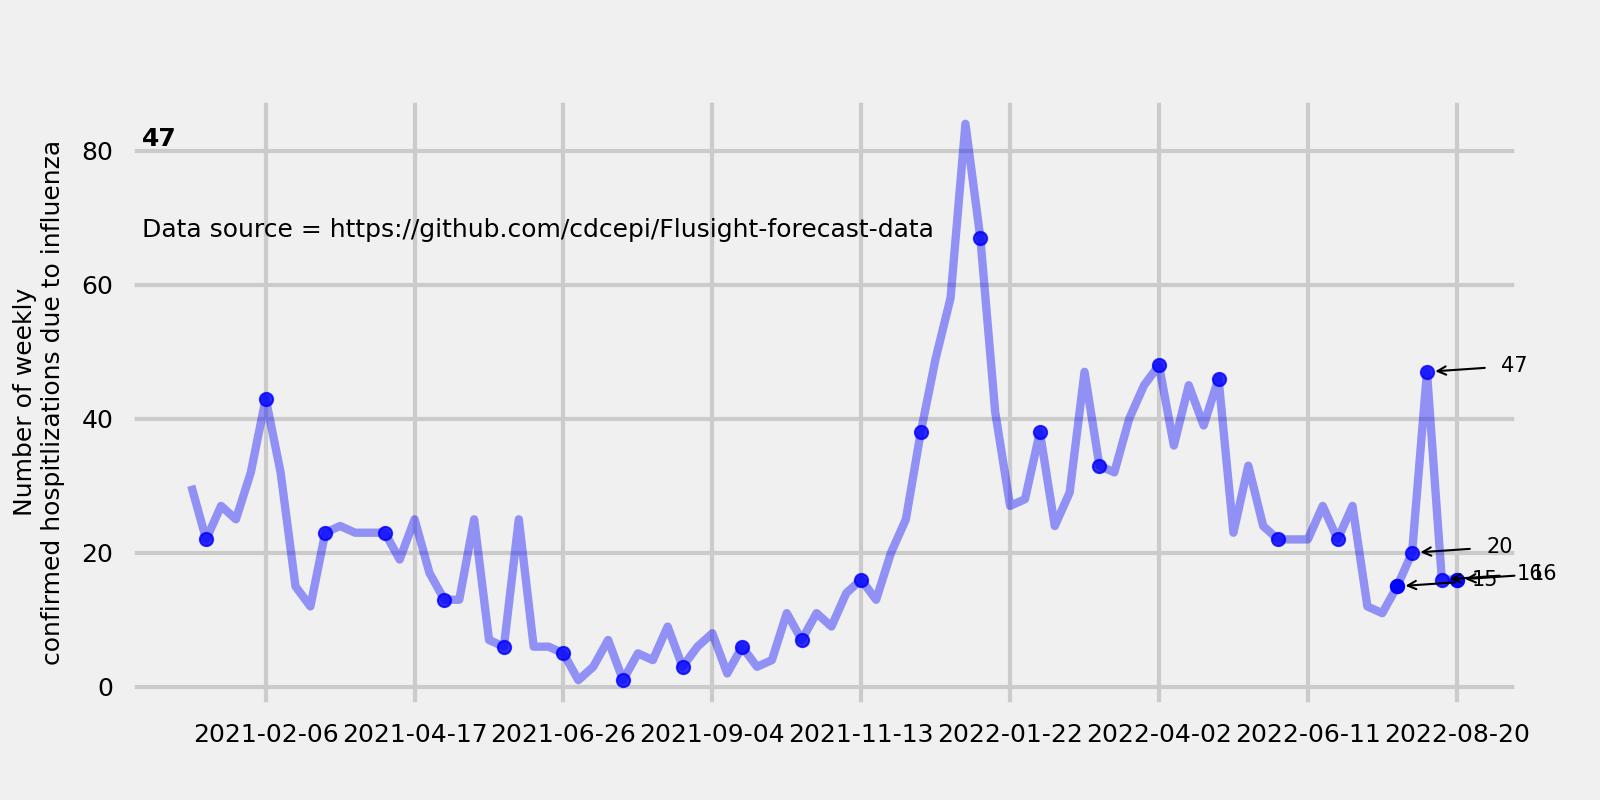 47
Data source = https://github.com/cdcepi/Flusight-forecast-data
Number of weekly
confirmed hospitlizations due to influenza
80
60
40
20
0
47
20
15
16
16
2021-02-06 2021-04-17 2021-06-26 2021-09-04 2021-11-13 2022-01-22 2022-04-02 2022-06-11 2022-08-20